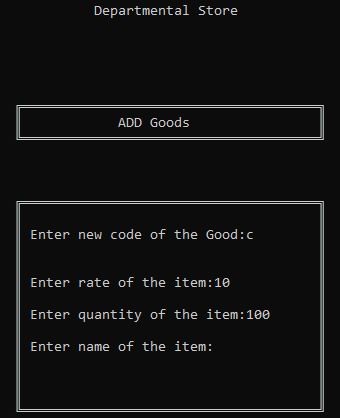 Departmental Store
ADD Goods
Enter new code of the Good:c
Enter rate of the item:10
Enter quantity of the item:100
Enter name of the item: